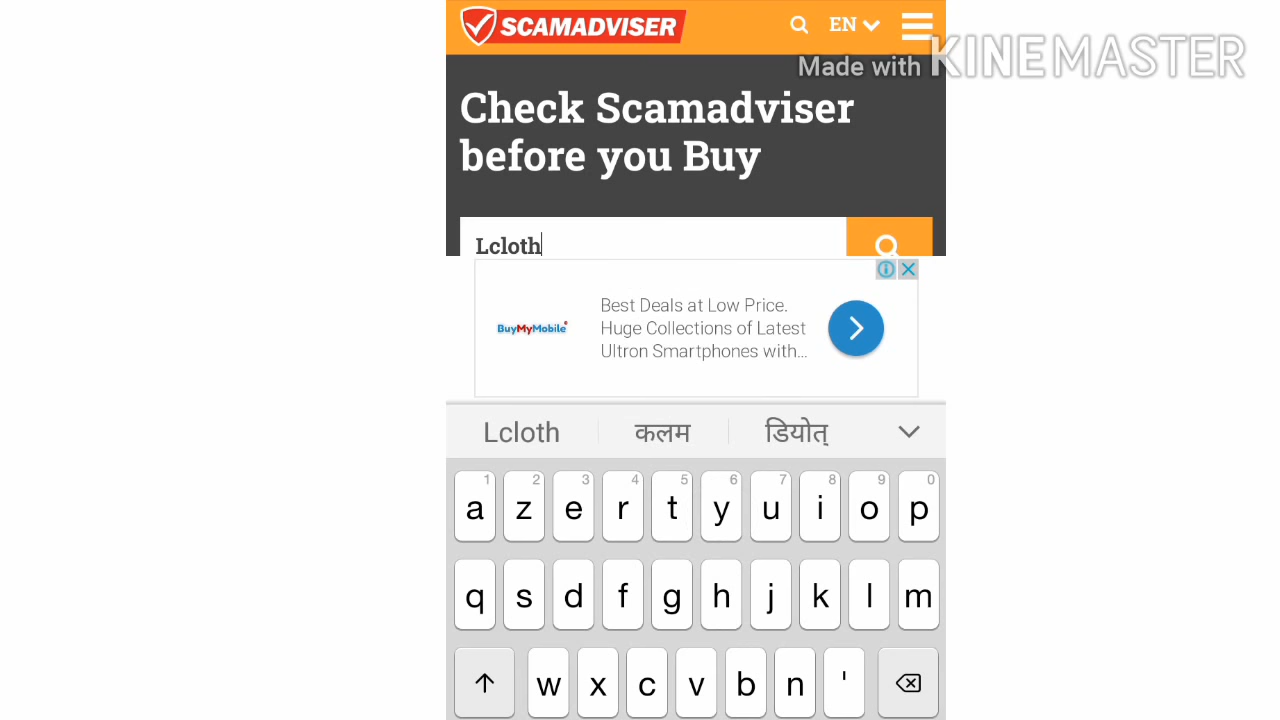 SCAMADVISER
EN
Made with KINEMASTER
Check Scamadviser
before you Buy
Lcloth
BuyMyMobile
Best Deals at Low Price.
Huge Collections of Latest
Ultron Smartphones with...
Lcloth कलम डियोत्
1 2 3 4 5 6 7 8 9 0
a z e r t y u i o p
q s d f g h j k l m
w x c v b n '